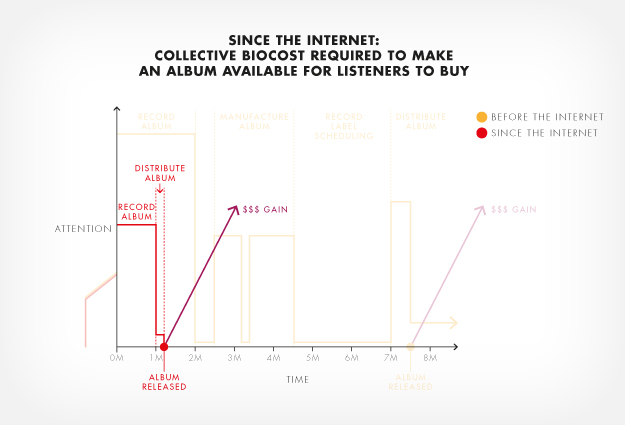 SINCE THE INTERNET:
COLLECTIVE BIOCOST REQUIRED TO MAKE
AN ALBUM AVAILABLE FOR LISTENERS TO BUY
BEFORE THE INTERNET
SINCE THE INTERNET
RECORD
ALBUM
MANUFACTURE
ALBUM
RECORD
LABEL
SCHEDULING
DISTRIBUTE
ALBUM
DISTRIBUTE
ALBUM
RECORD
ALBUM
$$$ GAIN
$$$ GAIN
ATTENTION
0M 1M 2M 3M 4M 5M 6M 7M 8M
ALBUM
RELEASED
TIME
ALBUM
RELEASED